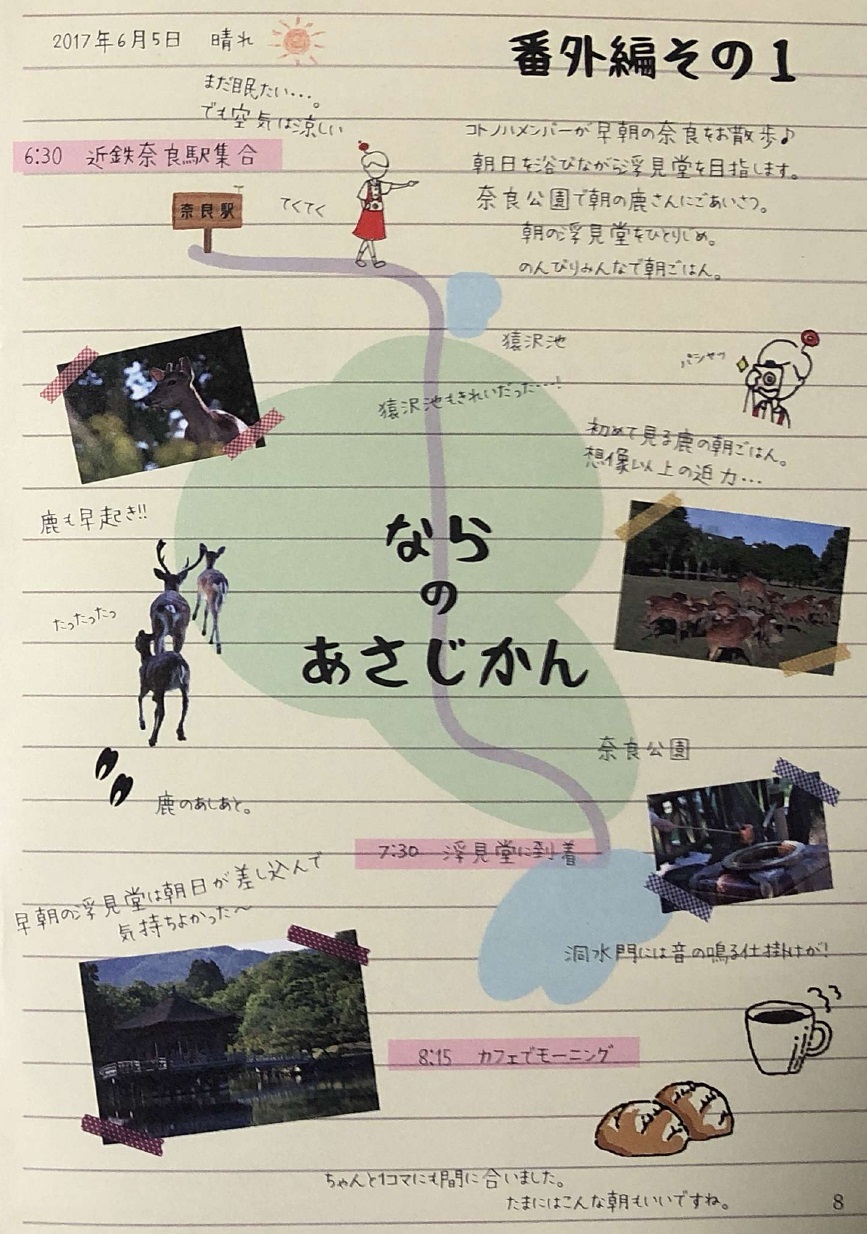 2017年6月5日　晴れ
番外編その1
まだ眠たい…。
でも空気は涼しい
6:30　近鉄奈良駅集合
コトノハメンバーが早朝の奈良をお散歩♪
朝日を浴びながら浮見堂を目指します。
奈良公園で朝の鹿さんにごあいさつ。
朝の浮見堂をひとりじめ。
のんびりみんなで朝ごはん。
奈良駅
てくてく
猿沢池
猿沢池もきれいだった…!
パシャッ
初めて見る鹿の朝ごはん。
想像以上の迫力…
鹿も早起き!!
なら
の
あさじかん
たったったっ
奈良公園
鹿のあしあと。
7:30　浮見堂に到着
早朝の浮見堂は朝日が差し込んで
気持ちよかった～
洞水門には音の鳴る仕掛けが!
8:15　カフェでモーニング
ちゃんと1コマにも間に合いました。
たまにはこんな朝もいいですね。
8